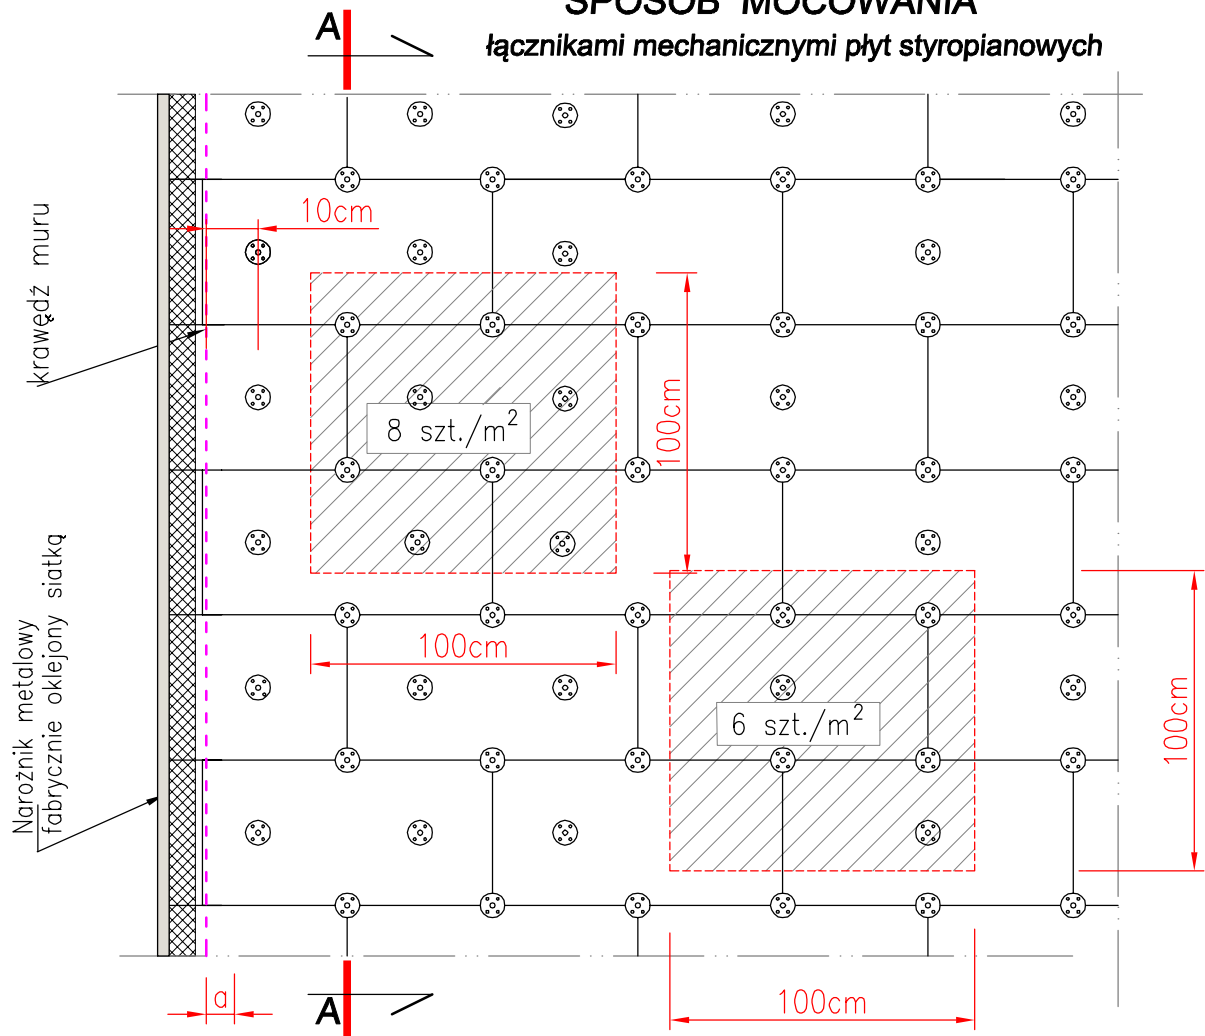 SPOSÓB MOCOWANIA
łącznikami mechanicznymi płyt styropianowych
A
10cm
krawędź muru
8 szt./m²
100cm
100cm
Narożnik metalowy
fabrycznie oklejony siatką
6 szt./m²
100cm
a
A
100cm